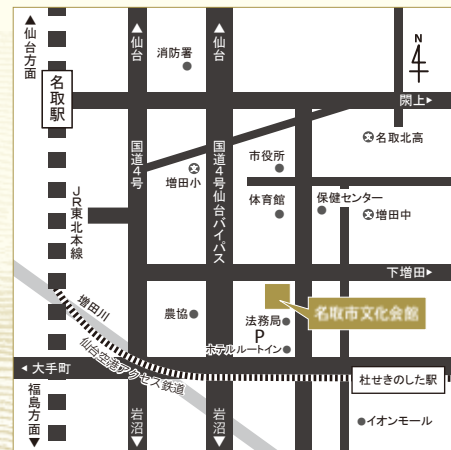 ▲仙台方面
▲仙台
消防署
▲仙台
N
名取駅
閖上▶
国道4号
国道4号仙台バイパス
名取北高
市役所
増田小
体育館
保健センター
増田中
JR東北本線
下増田▶
増田川
農協
法務局
名取市文化会館
P
ホテルルートイン
◀大手町
仙台空港アクセス鉄道
杜せきのした駅
福島方面▼
岩沼▼
岩沼▼
イオンモール